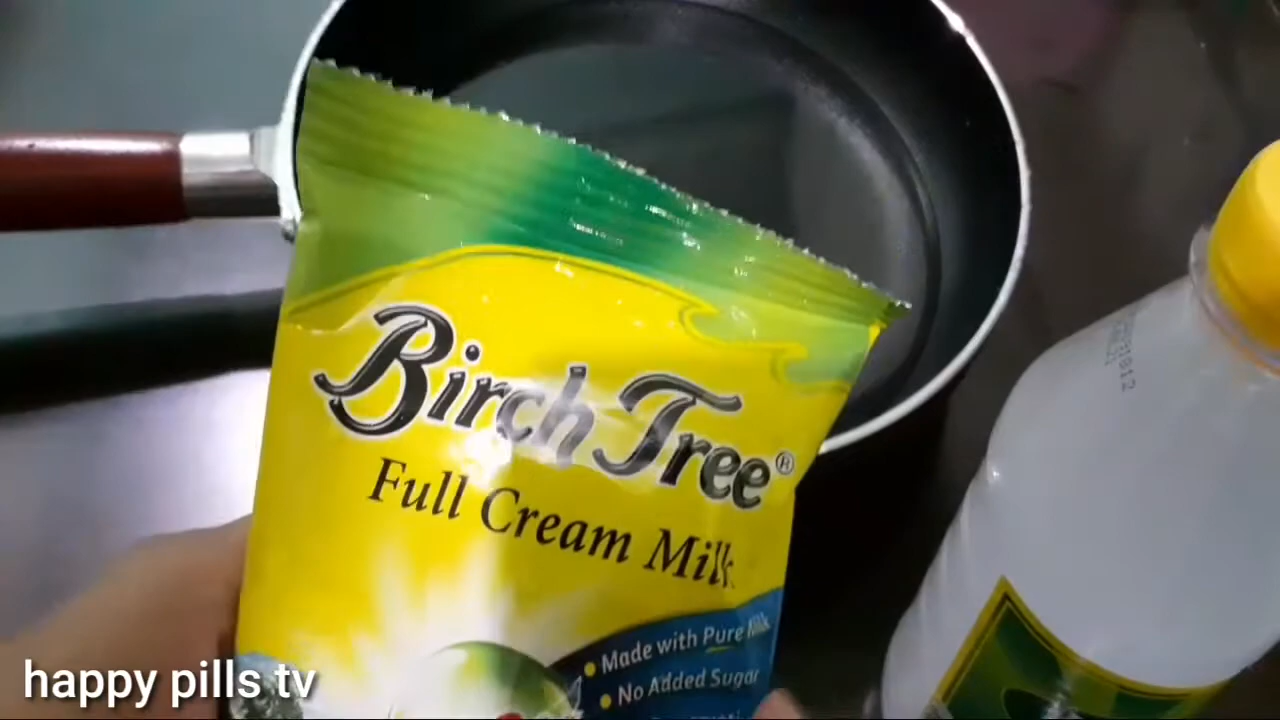 Birch Tree®
Full Cream Milk
• Made with Pure Milk
• No Added Sugar
happy pills tv